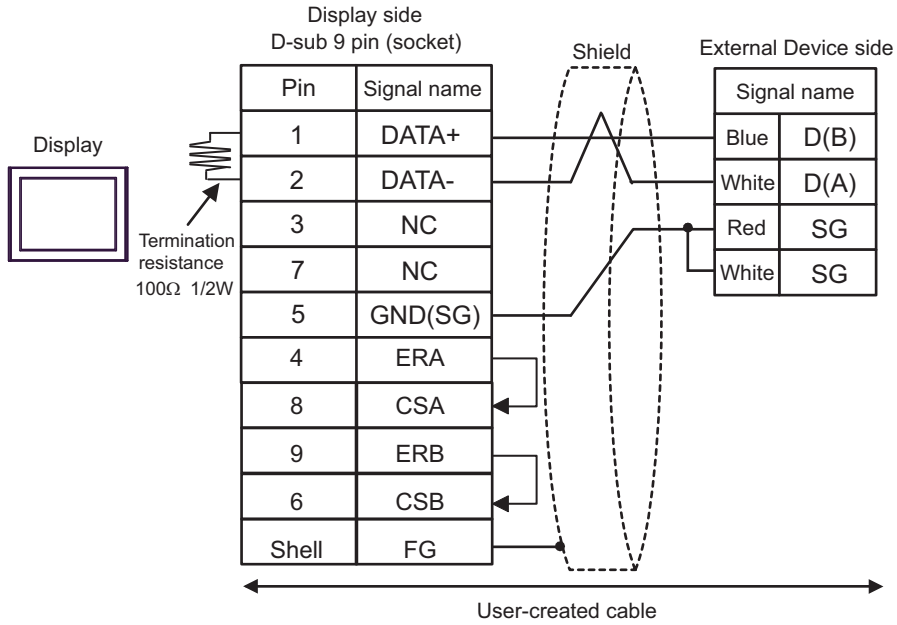 Display side
D-sub 9 pin (socket)
Shield
External Device side
Display
Termination
resistance
100Ω 1/2W
Pin Signal name
1 DATA+
2 DATA-
3 NC
7 NC
5 GND(SG)
4 ERA
8 CSA
9 ERB
6 CSB
Shell FG
Signal name
Blue D(B)
White D(A)
Red SG
White SG
User-created cable